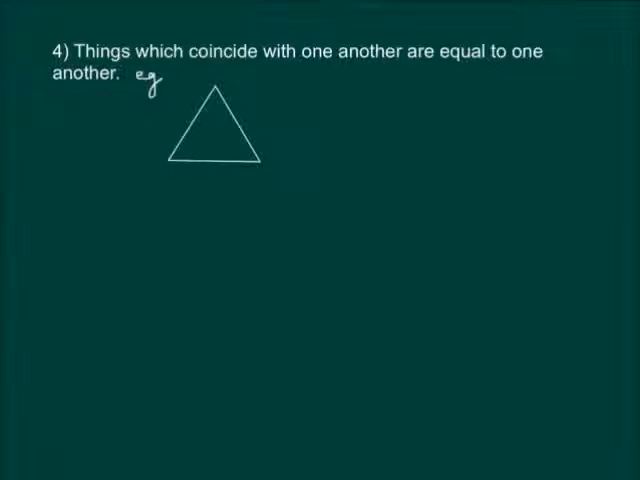 4) Things which coincide with one another are equal to one
another. eg